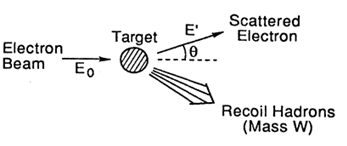 Scattered
Electron
E'
θ
Target
Electron
Beam
E₀
Recoil Hadrons
(Mass W)